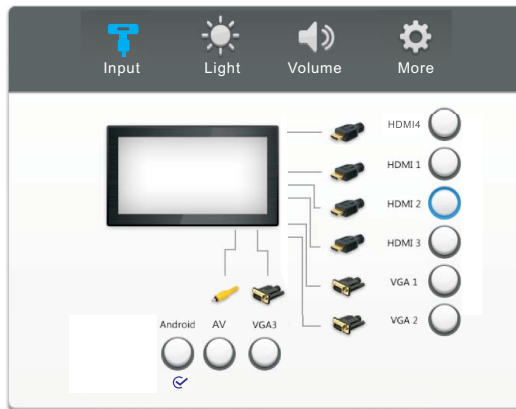 Input Light Volume More
HDMI4
HDMI 1
HDMI 2
HDMI 3
VGA 1
VGA 2
Android AV VGA3